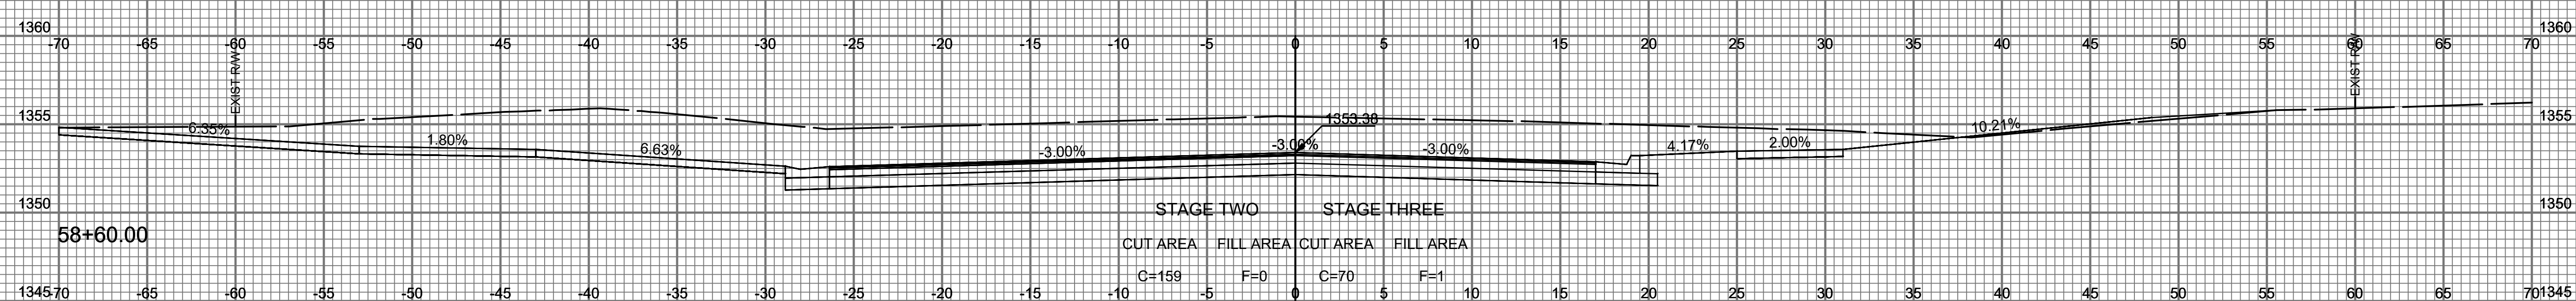 1360 1360
-70 -65 -60 -55 -50 -45 -40 -35 -30 -25 -20 -15 -10 -5 0 5 10 15 20 25 30 35 40 45 50 55 60 65 70
EXIST R/W EXIST R/W
1355 1355
6.35% 1.80% 6.63% -3.00% -3.00% 1353.38 -3.00% 4.17% 2.00% 10.21%
1350 1350
STAGE TWO STAGE THREE
58+60.00
CUT AREA FILL AREA CUT AREA FILL AREA
C=159 F=0 C=70 F=1
1345 1345
-70 -65 -60 -55 -50 -45 -40 -35 -30 -25 -20 -15 -10 -5 0 5 10 15 20 25 30 35 40 45 50 55 60 65 70